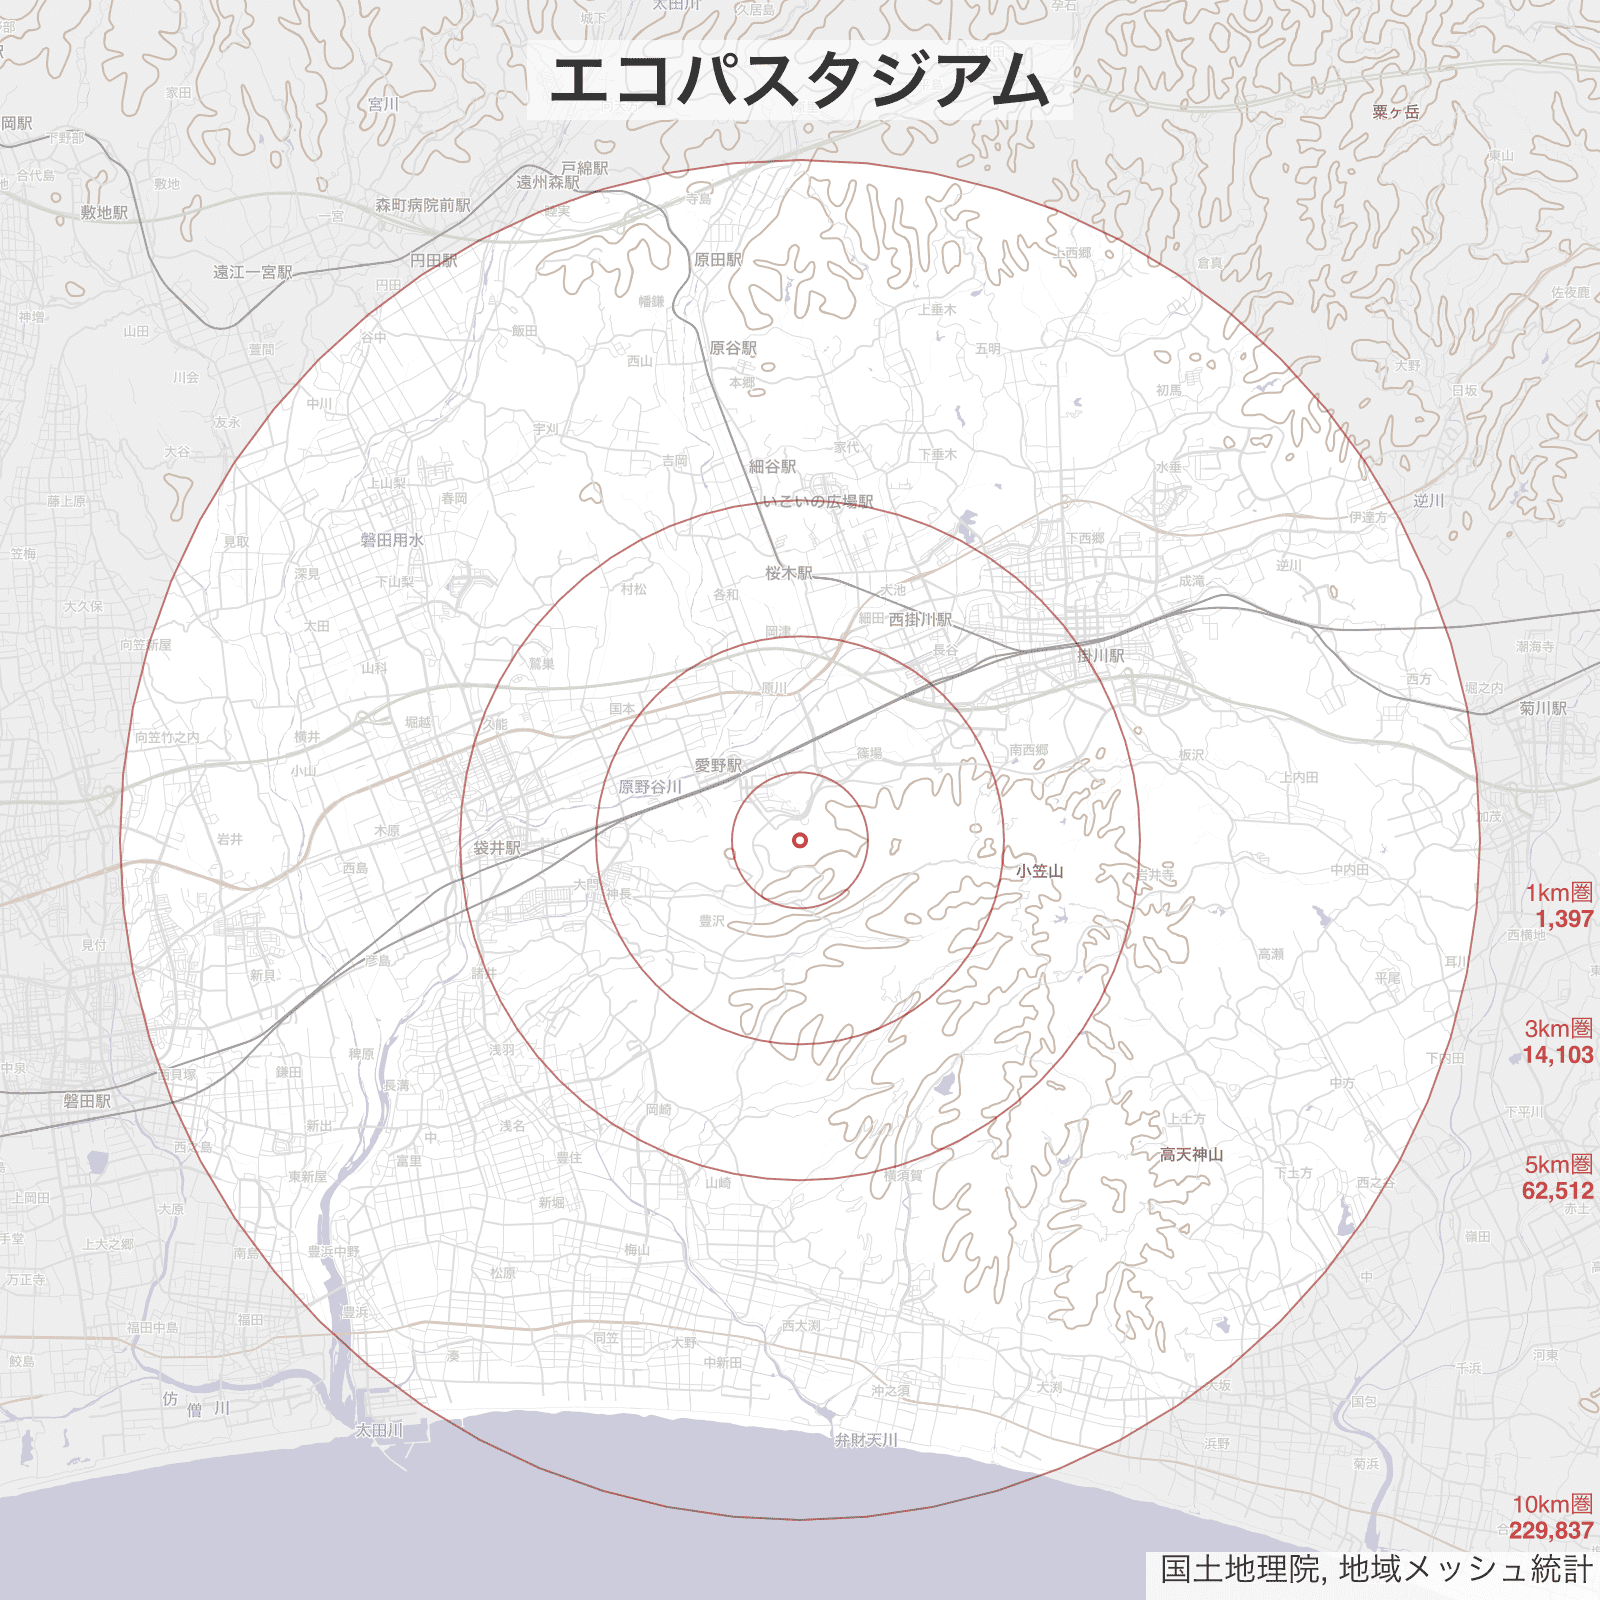 エコパスタジアム
太田川
久居島
孕石
城下
家田
宮川
粟ヶ岳
岡駅
下野部
東山
合代島
敷地
戸綿駅
遠州森駅
敷地駅
森町病院前駅
一宮
睦実
寺島
円田駅
原田駅
上西郷
倉真
遠江一宮駅
円田
佐夜鹿
神増
山田
幡鎌
上垂木
飯田
谷中
萱間
西山
原谷駅
五明
大野
川会
本郷
初馬
日坂
中川
友永
宇刈
大谷
吉岡
家代
下垂木
細谷駅
水垂
上山梨
春岡
藤上原
いこいの広場駅
逆川
伊達方
見取
磐田用水
下西郷
笠梅
深見
下山梨
桜木駅
逆川
成滝
村松
各和
大池
大久保
太田
岡津
細田
西掛川駅
向笠新屋
鷲巣
長谷
掛川駅
潮海寺
山科
原川
西方
堀之内
国本
菊川駅
堀越
久能
向笠竹之内
横井
篠場
南西郷
板沢
小山
愛野駅
原野谷川
上内田
加茂
木原
岩井
袋井駅
西島
大門
神長
小笠山
岩井寺
中内田
1km圏
1,397
豊沢
見付
西横地
高瀬
彦島
新貝
諸井
耳川
平尾
3km圏
14,103
浅羽
稗原
下内田
中泉
西貝塚
鎌田
長溝
中方
磐田駅
岡崎
下平川
新出
浅名
上土方
中
西之島
富里
豊住
高天神山
5km圏
62,512
東新屋
横須賀
山崎
下土方
西之谷
上岡田
新堀
大原
赤土
上大之郷
南島
豊浜中野
梅山
嶺田
万正寺
松原
中
豊浜
福田
福田中島
同笠
大野
西大渕
鮫島
湊
中新田
河東
千浜
沖之須
大渕
大坂
国包
仿僧川
太田川
弁財天川
浜野
菊浜
10km圏
229,837
国土地理院, 地域メッシュ統計